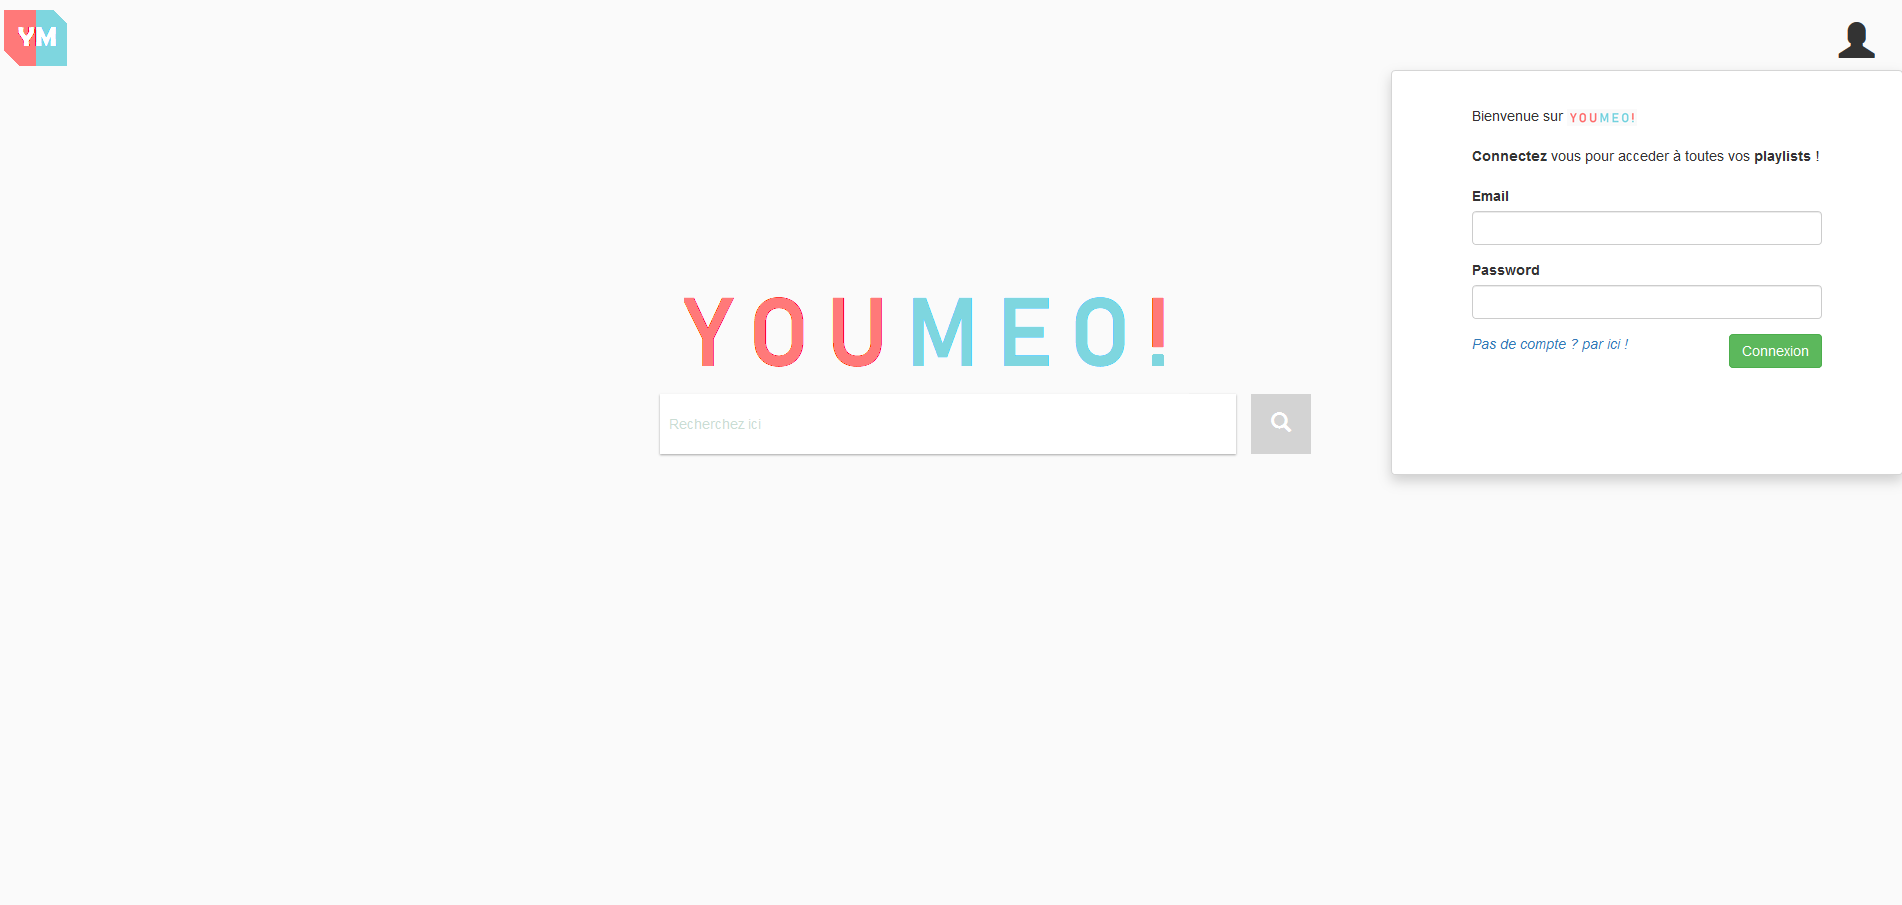 YM
Bienvenue sur YOUMEO!
Connectez vous pour acceder à toutes vos playlists !
Email
Password
Pas de compte ? par ici !
Connexion
YOUMEO!
Recherchez ici